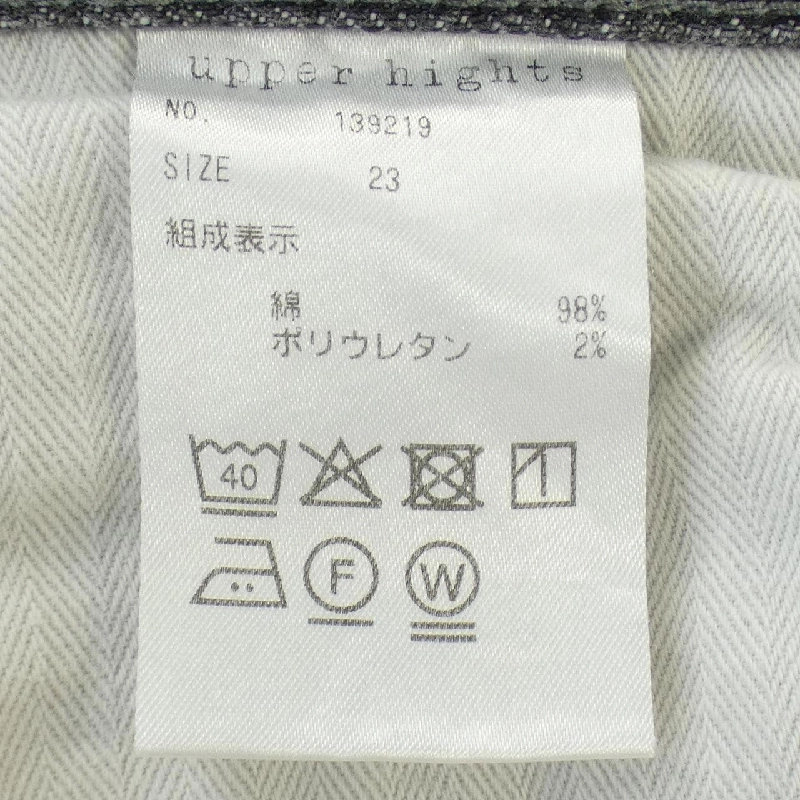 upper hights
NO. 139219
SIZE 23
組成表示
綿 98%
ポリウレタン 2%
40
F W